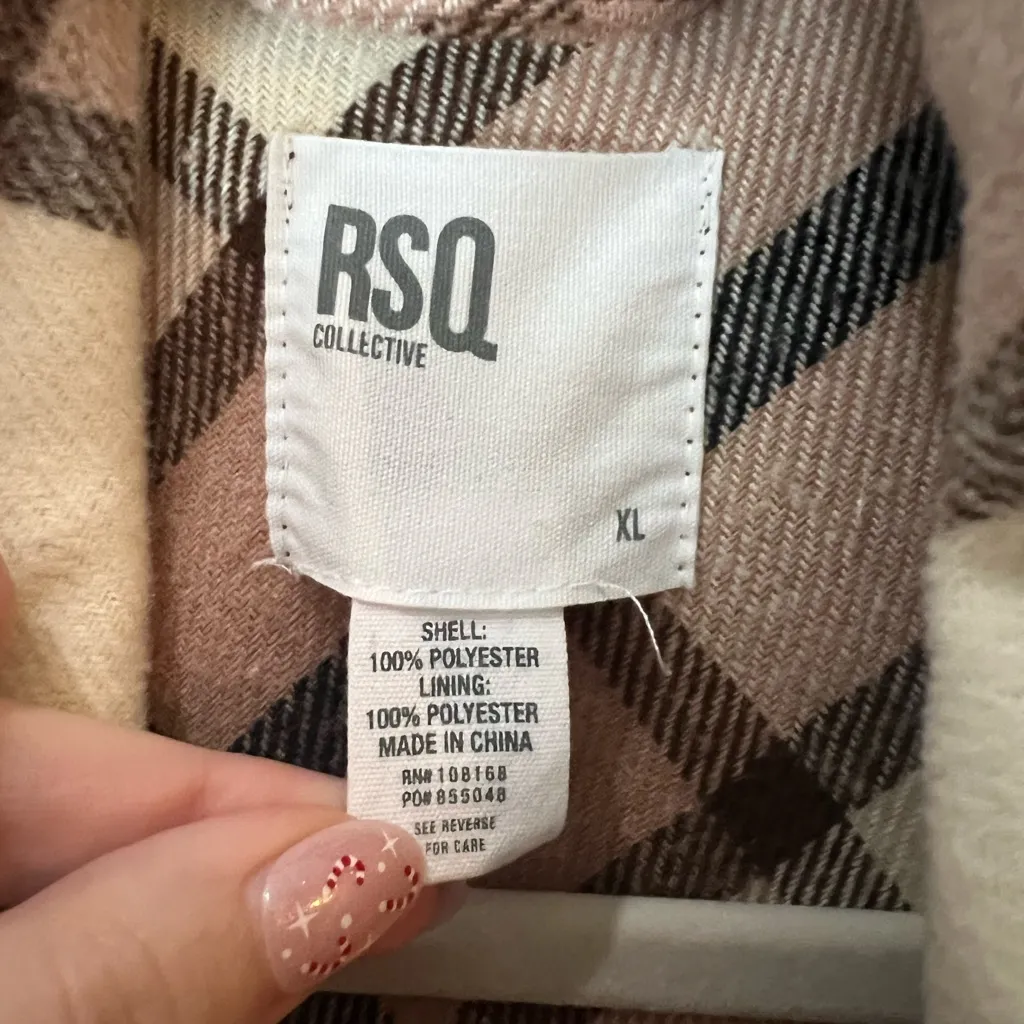 RSQ
COLLECTIVE
XL
SHELL:
100% POLYESTER
LINING:
100% POLYESTER
MADE IN CHINA
RN# 108168
PO# 855048
SEE REVERSE
FOR CARE